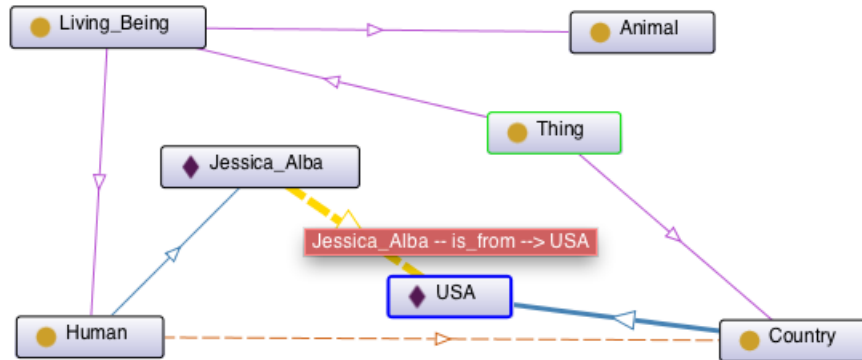 Living_Being
Animal
Thing
Jessica_Alba
Jessica_Alba -- is_from --> USA
USA
Human
Country